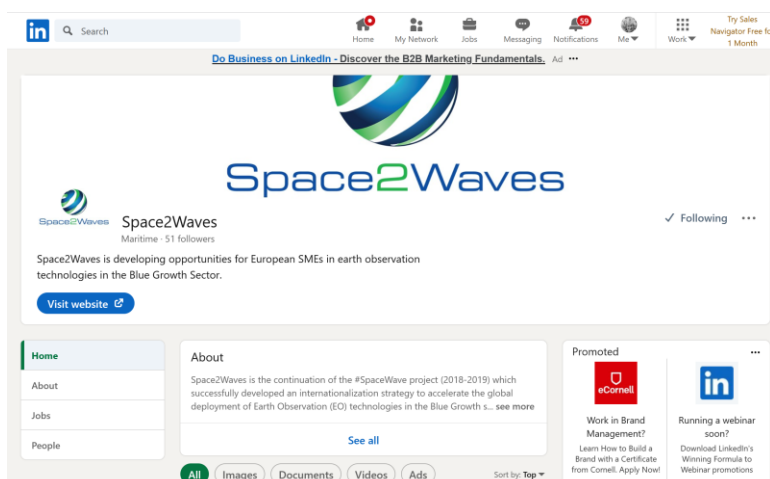 in
Search
Home
My Network
Jobs
Messaging
59
Notifications
Me
Work
Try Sales
Navigator Free fo
1 Month
Do Business on LinkedIn - Discover the B2B Marketing Fundamentals. Ad •••
Space2Waves
Space2Waves
Space2Waves
Maritime · 51 followers
✓ Following •••
Space2Waves is developing opportunities for European SMEs in earth observation
technologies in the Blue Growth Sector.
Visit website
Home
About
Jobs
People
About
Space2Waves is the continuation of the #SpaceWave project (2018-2019) which
successfully developed an internationalization strategy to accelerate the global
deployment of Earth Observation (EO) technologies in the Blue Growth s... see more
See all
All
Images
Documents
Videos
Ads
Sort by: Top
Promoted •••
eCornell
Work in Brand
Management?
Learn How to Build a
Brand with a Certificate
from Cornell. Apply Now!
in
Running a webinar
soon?
Download LinkedIn's
Winning Formula to
Webinar promotions